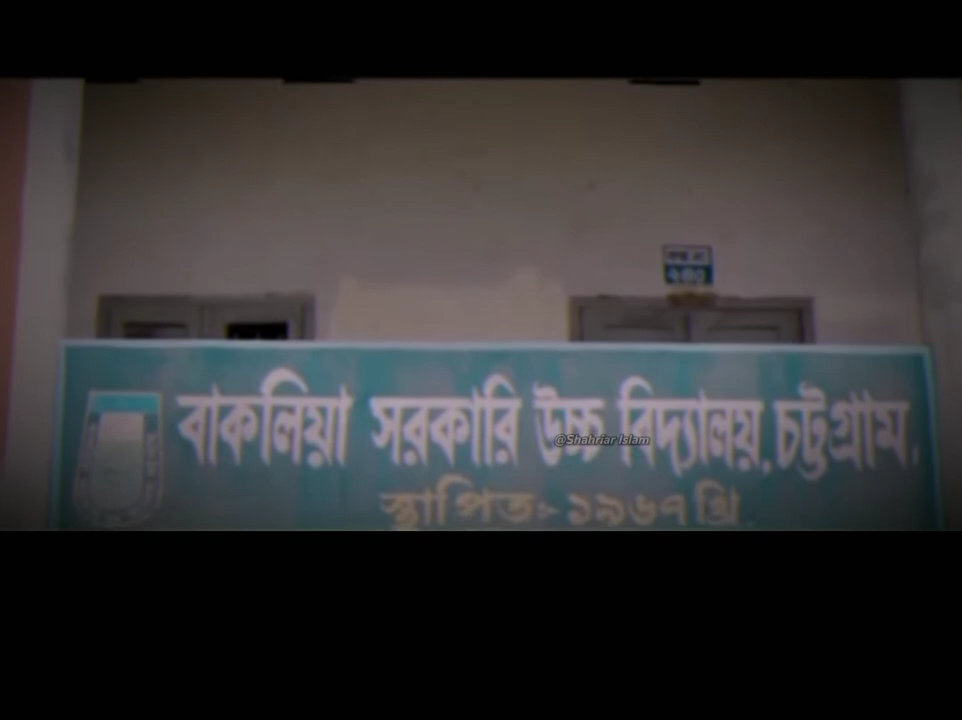 বাকলিয়া সরকারি উচ্চ বিদ্যালয়, চট্টগ্রাম.
@Shahriar Islam
স্থাপিত:- ১৯৬৭ খ্রি.